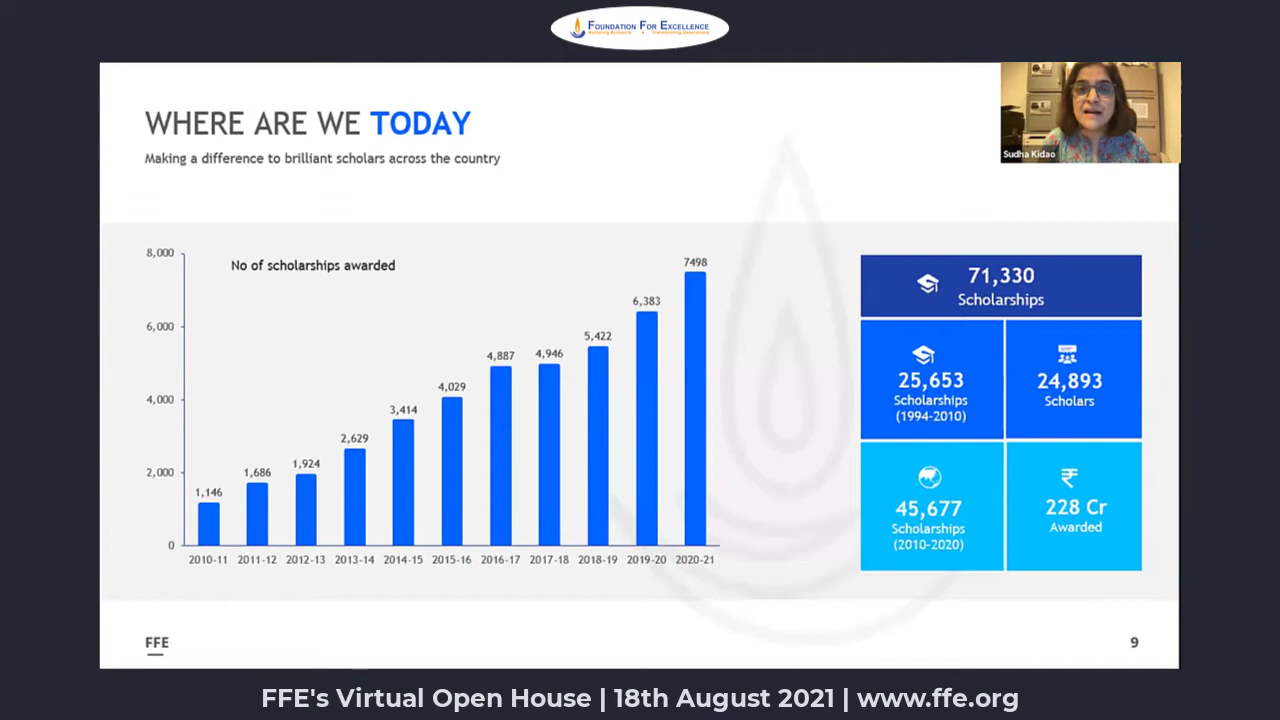 FOUNDATION FOR EXCELLENCE
Nurturing Brilliance Transforming Generations
WHERE ARE WE TODAY
Making a difference to brilliant scholars across the country
Sudha Kidao
No of scholarships awarded
8,000
6,000
4,000
2,000
0
1,146
1,686
1,924
2,629
3,414
4,029
4,887
4,946
5,422
6,383
7498
2010-11
2011-12
2012-13
2013-14
2014-15
2015-16
2016-17
2017-18
2018-19
2019-20
2020-21
71,330
Scholarships
25,653
Scholarships
(1994-2010)
24,893
Scholars
45,677
Scholarships
(2010-2020)
₹
228 Cr
Awarded
FFE
9
FFE's Virtual Open House | 18th August 2021 | www.ffe.org